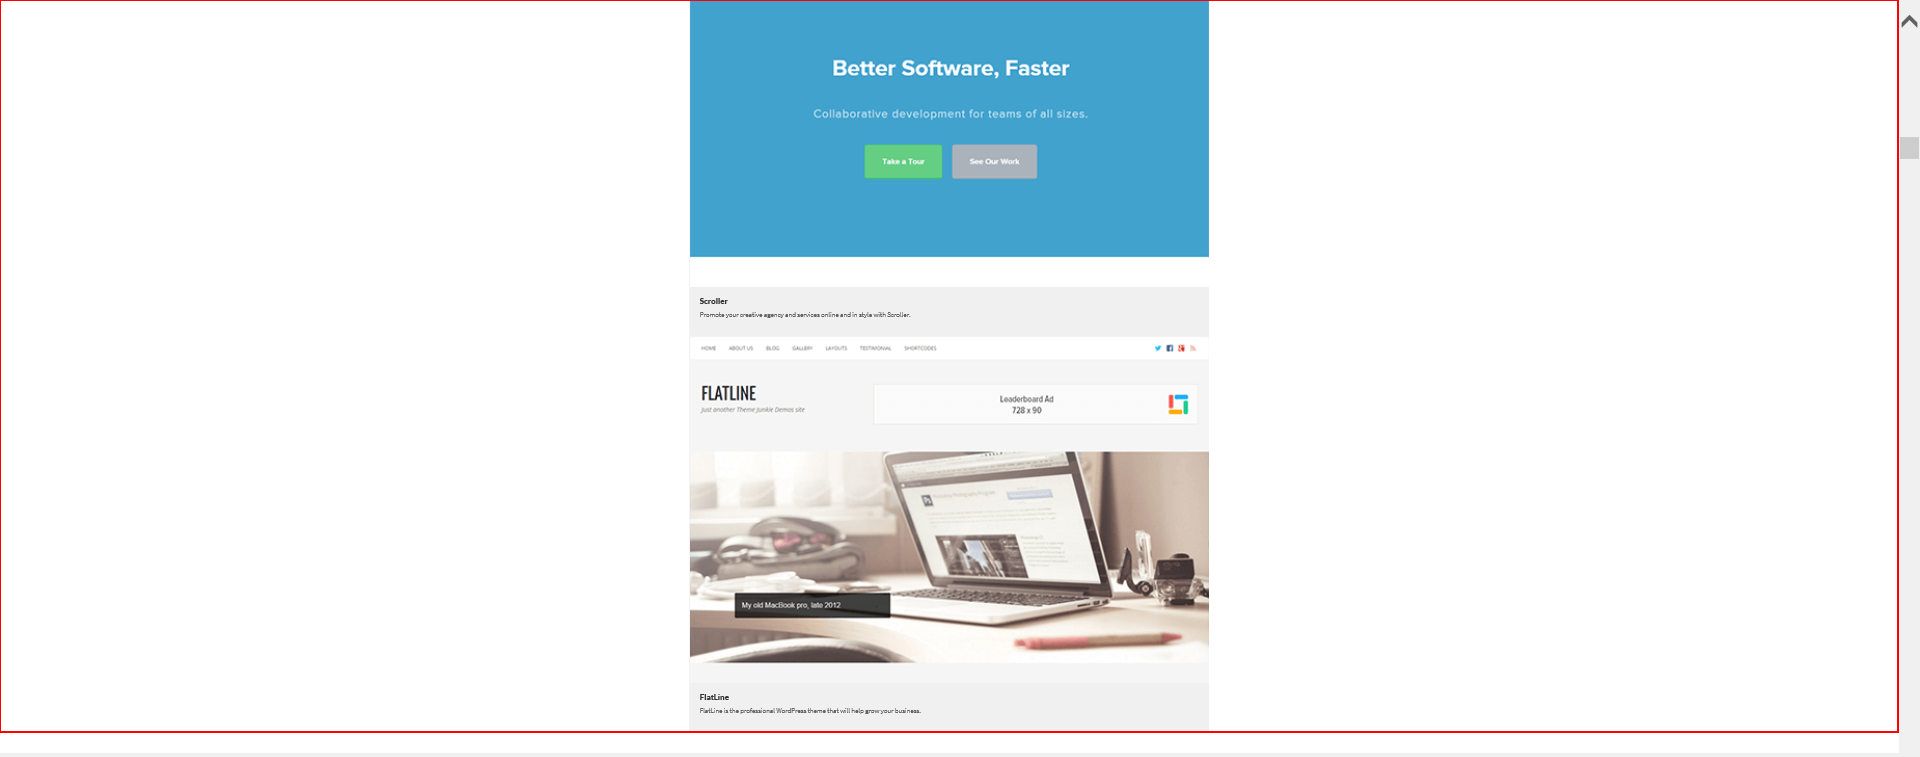 Better Software, Faster
Collaborative development for teams of all sizes.
Take a Tour
See Our Work
Scroller
Promote your creative agency and services online and in style with Scroller.
HOME ABOUT US BLOG GALLERY LAYOUTS TESTIMONIAL SHORTCODES
FLATLINE
Just another Theme Junkie Demos site
Leaderboard Ad
728 x 90
My old MacBook pro, late 2012
FlatLine
FlatLine is the professional WordPress theme that will help grow your business.